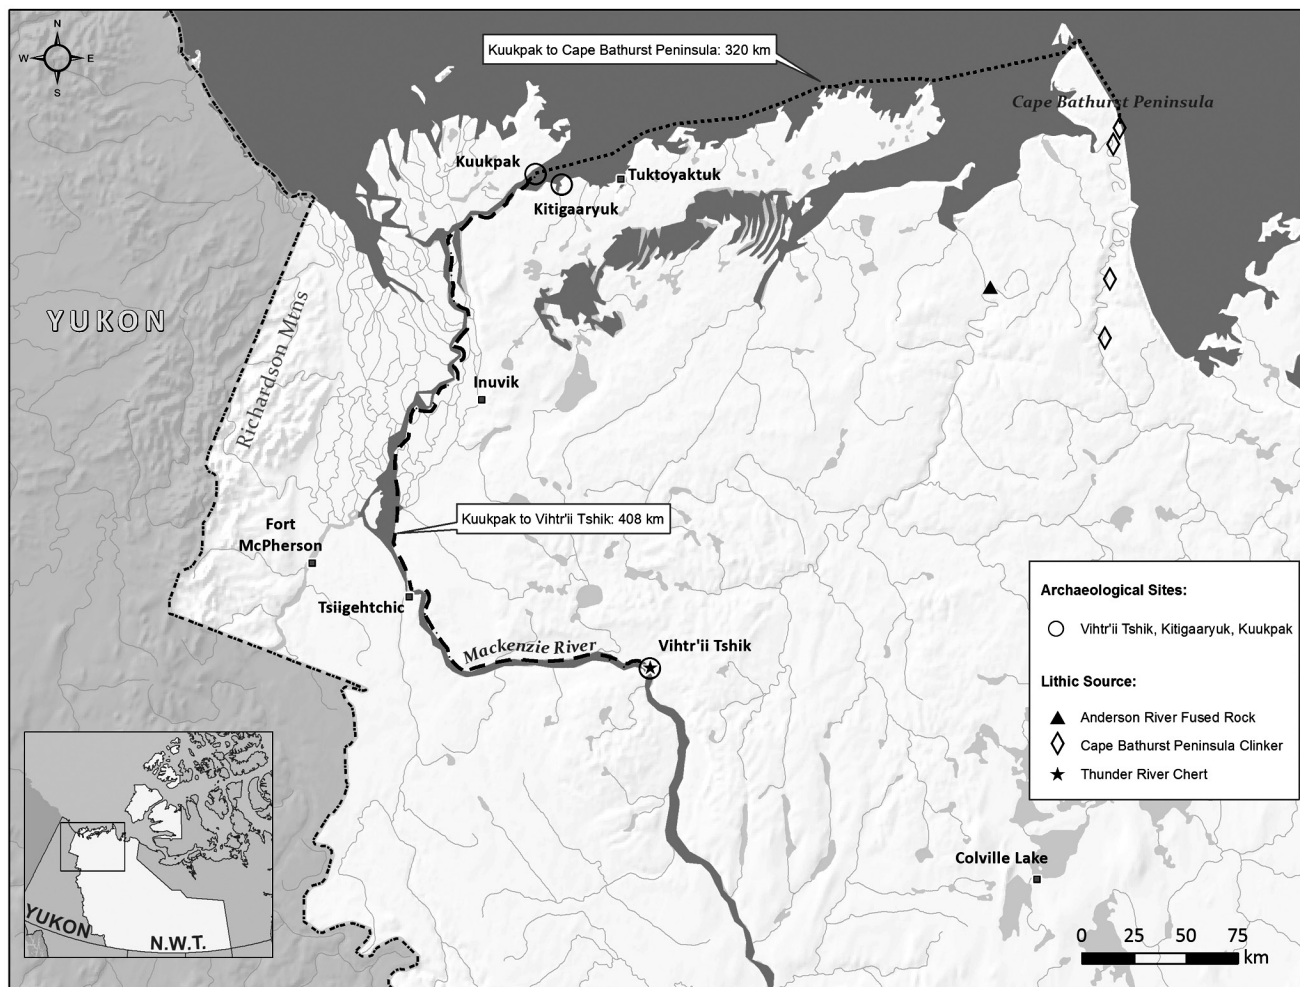 N
W E
S
Kuukpak to Cape Bathurst Peninsula: 320 km
Cape Bathurst Peninsula
Kuukpak
Tuktoyaktuk
Kitigaaryuk
YUKON
Richardson Mtns
Inuvik
Kuukpak to Vihtr'ii Tshik: 408 km
Fort
McPherson
Tsiigehtchic
Mackenzie River
Vihtr'ii Tshik
Archaeological Sites:
Vihtr'ii Tshik, Kitigaaryuk, Kuukpak
Lithic Source:
Anderson River Fused Rock
Cape Bathurst Peninsula Clinker
Thunder River Chert
Colville Lake
YUKON
N.W.T.
0 25 50 75
km